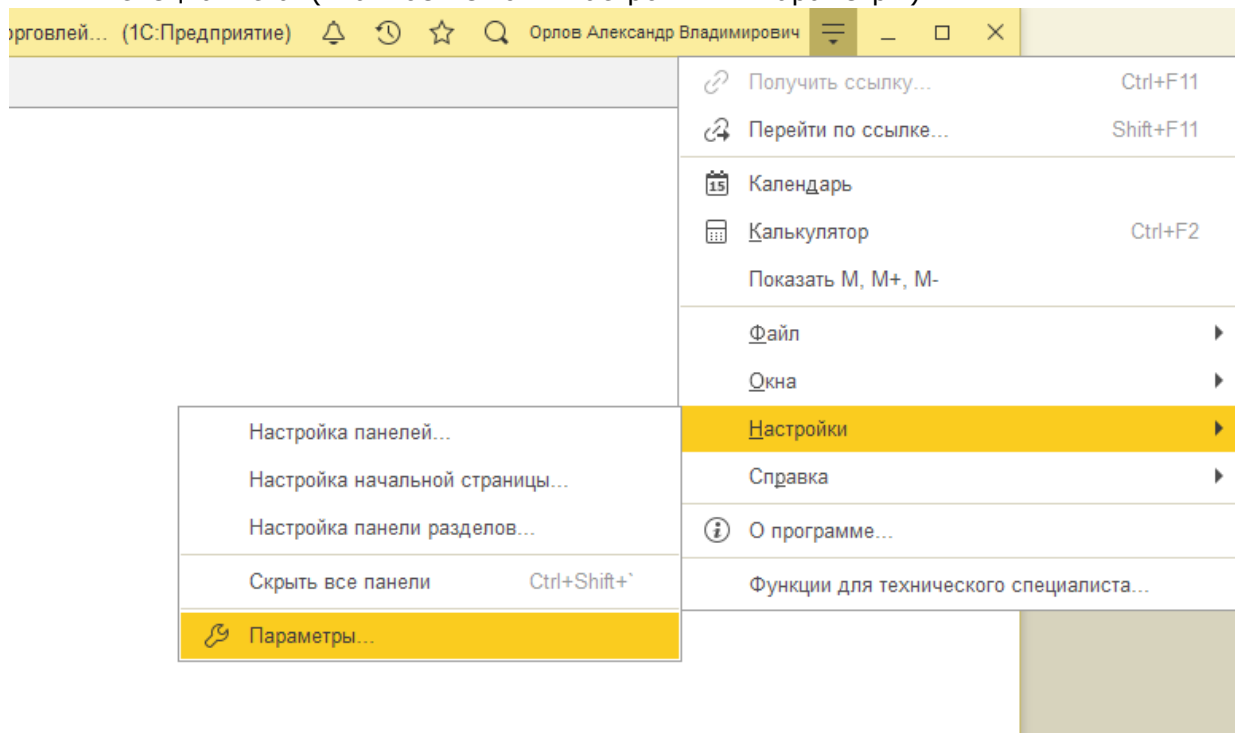 орговлей... (1С:Предприятие) Орлов Александр Владимирович
Получить ссылку... Ctrl+F11
Перейти по ссылке... Shift+F11
15 Календарь
Калькулятор Ctrl+F2
Показать M, M+, M-
Файл
Окна
Настройки
Справка
О программе...
Функции для технического специалиста...
Настройка панелей...
Настройка начальной страницы...
Настройка панели разделов...
Скрыть все панели Ctrl+Shift+`
Параметры...